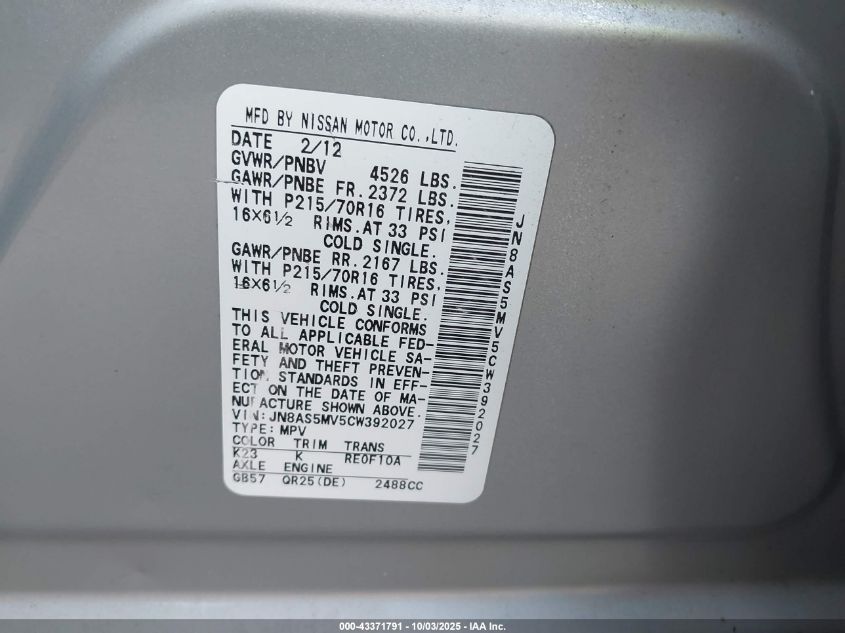 MFD BY NISSAN MOTOR CO.,LTD.
DATE 2/12
GVWR/PNBV 4526 LBS.
GAWR/PNBE FR. 2372 LBS.
WITH P215/70R16 TIRES,
16X6½ RIMS.AT 33 PSI
COLD SINGLE.
GAWR/PNBE RR. 2167 LBS.
WITH P215/70R16 TIRES,
16X6½ RIMS.AT 33 PSI
COLD SINGLE.
THIS VEHICLE CONFORMS
TO ALL APPLICABLE FED-
ERAL MOTOR VEHICLE SA-
FETY AND THEFT PREVEN-
TION STANDARDS IN EFF-
ECT ON THE DATE OF MA-
NUFACTURE SHOWN ABOVE.
VIN:JN8AS5MV5CW392027
TYPE: MPV
COLOR TRIM TRANS
K23 K RE0F10A
AXLE ENGINE
GB57 QR25(DE) 2488CC
JN8AS5MV5CW392027
000-43371791 - 10/03/2025 - IAA Inc.